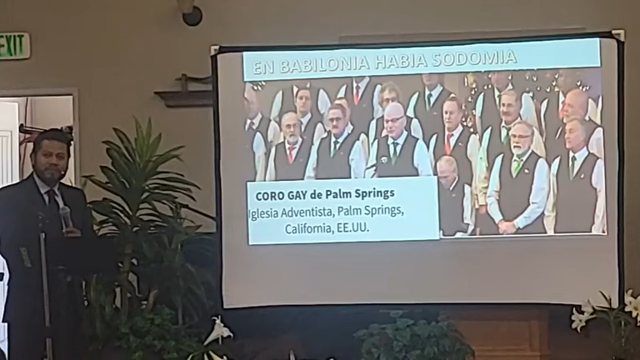 EXIT
EN BABILONIA HABIA SODOMIA
CORO GAY de Palm Springs
Iglesia Adventista, Palm Springs,
California, EE.UU.